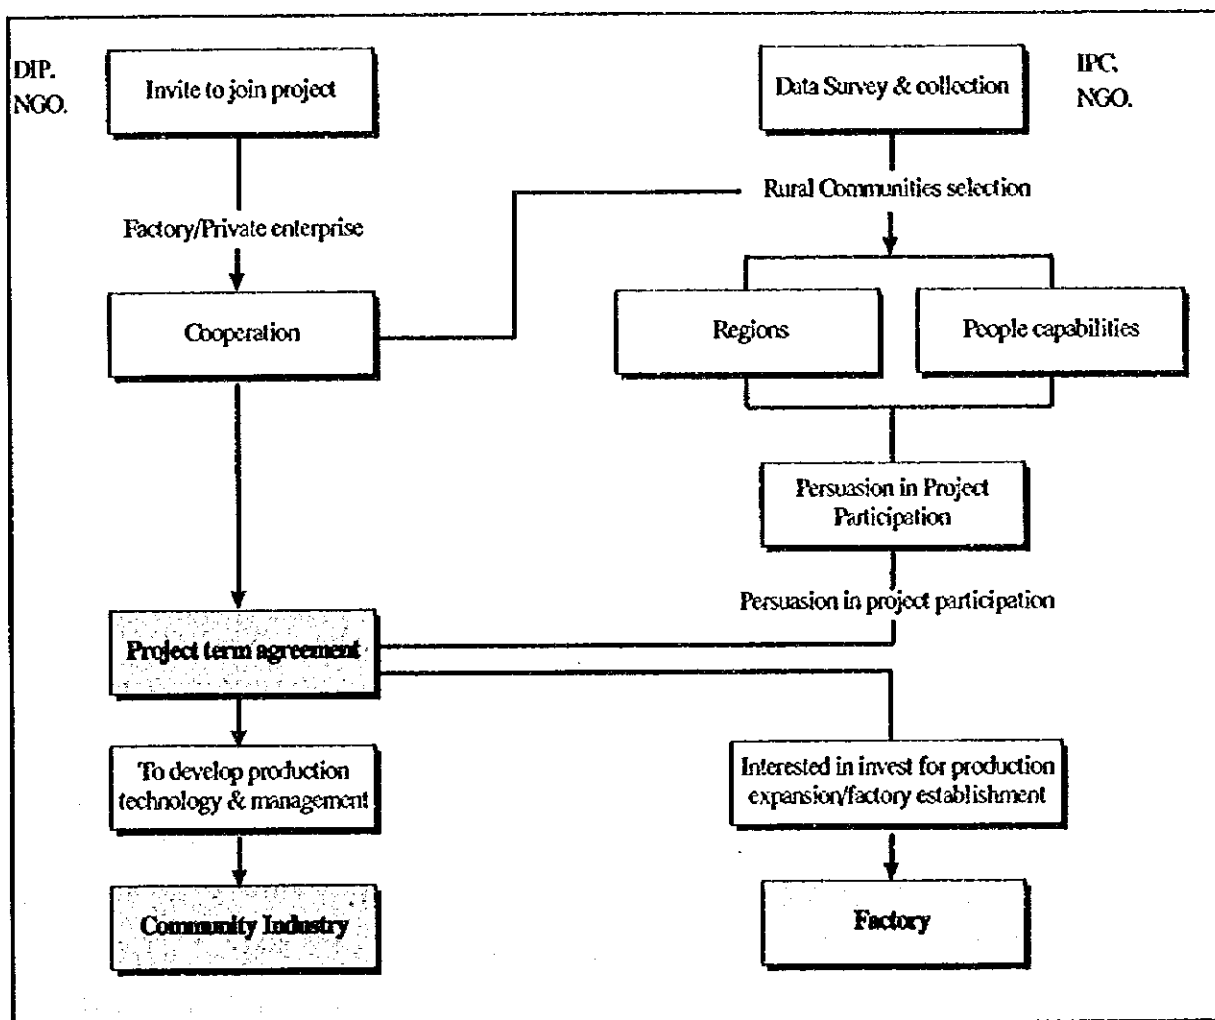 DIP.
NGO.
Invite to join project
Data Survey & collection
IPC,
NGO.
Rural Communities selection
Factory/Private enterprise
Cooperation
Regions
People capabilities
Persuasion in Project
Participation
Persuasion in project participation
Project term agreement
To develop production
technology & management
Interested in invest for production
expansion/factory establishment
Community Industry
Factory